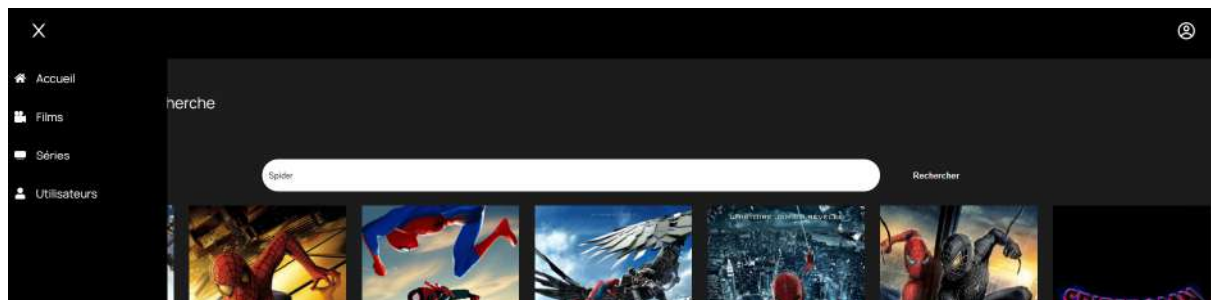 X
Accueil
herche
Films
Séries
Spider
Rechercher
Utilisateurs